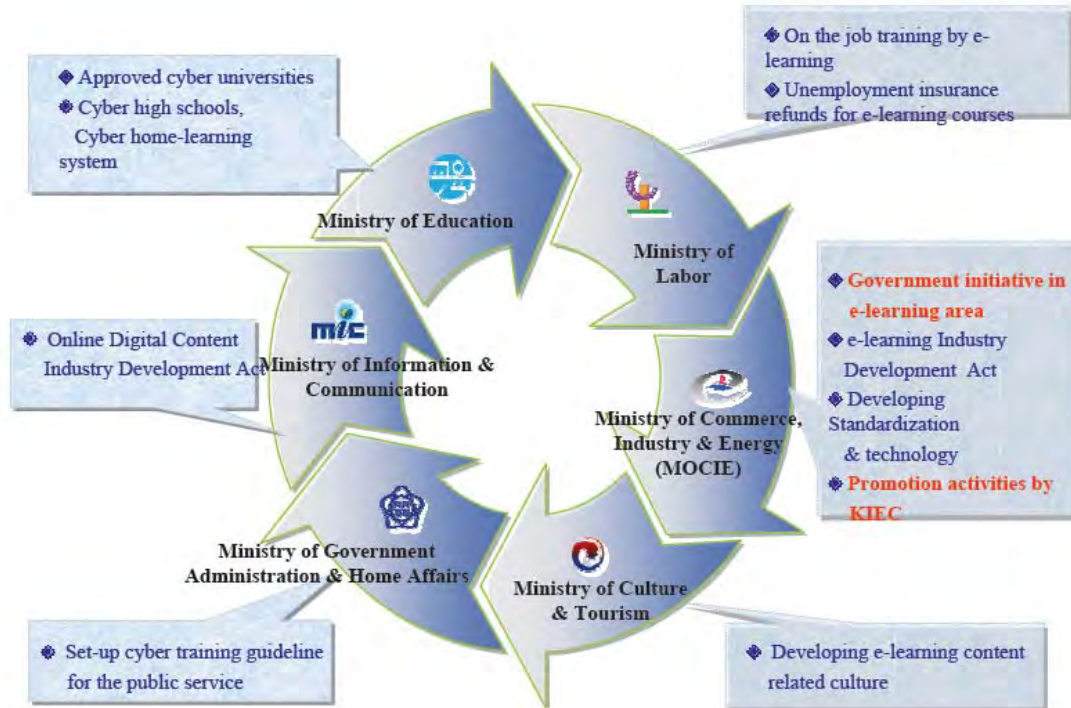 ◈ Approved cyber universities
◈ Cyber high schools,
Cyber home-learning
system
◈ On the job training by e-
learning
◈ Unemployment insurance
refunds for e-learning courses
Ministry of Education
Ministry of
Labor
◈ Government initiative in
e-learning area
◈ e-learning Industry
Development Act
◈ Developing
Standardization
& technology
◈ Promotion activities by
KIEC
mic
◈ Online Digital Content
Industry Development Act
Ministry of Information &
Communication
Ministry of Commerce,
Industry & Energy
(MOCIE)
Ministry of Government
Administration & Home Affairs
Ministry of Culture
& Tourism
◈ Set-up cyber training guideline
for the public service
◈ Developing e-learning content
related culture